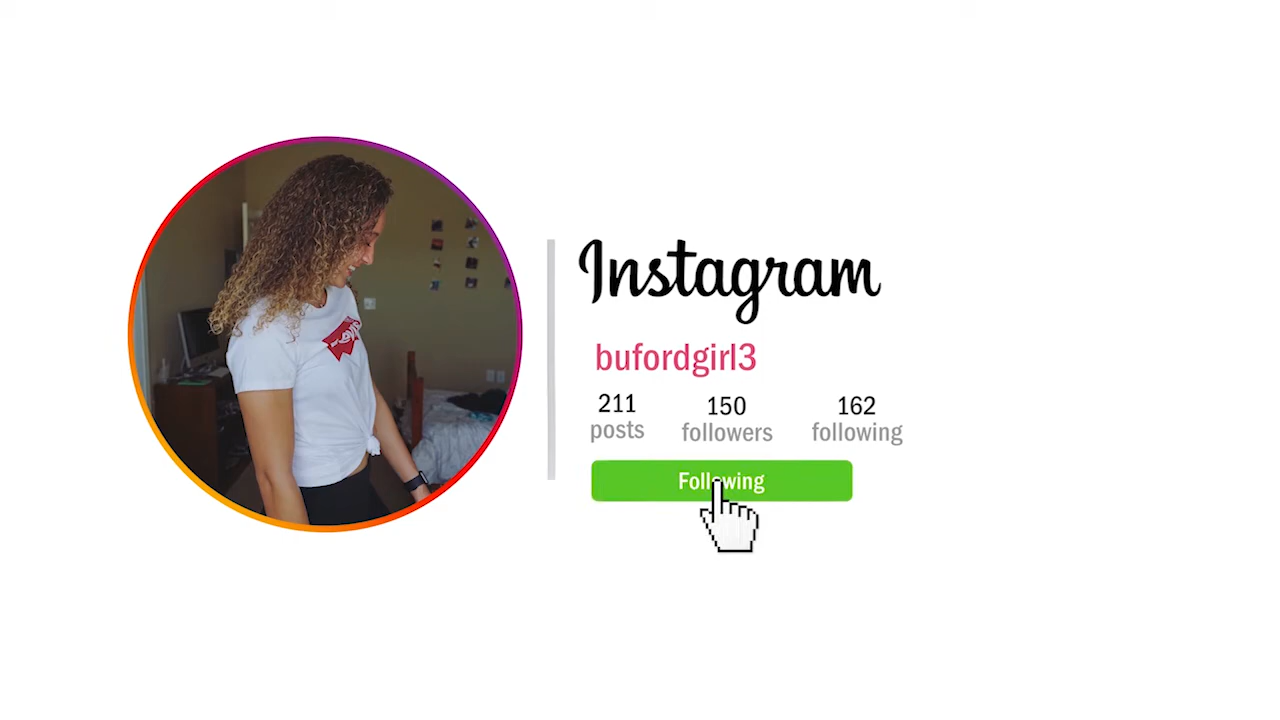 Instagram
bufordgirl3
211 150 162
posts followers following
Following